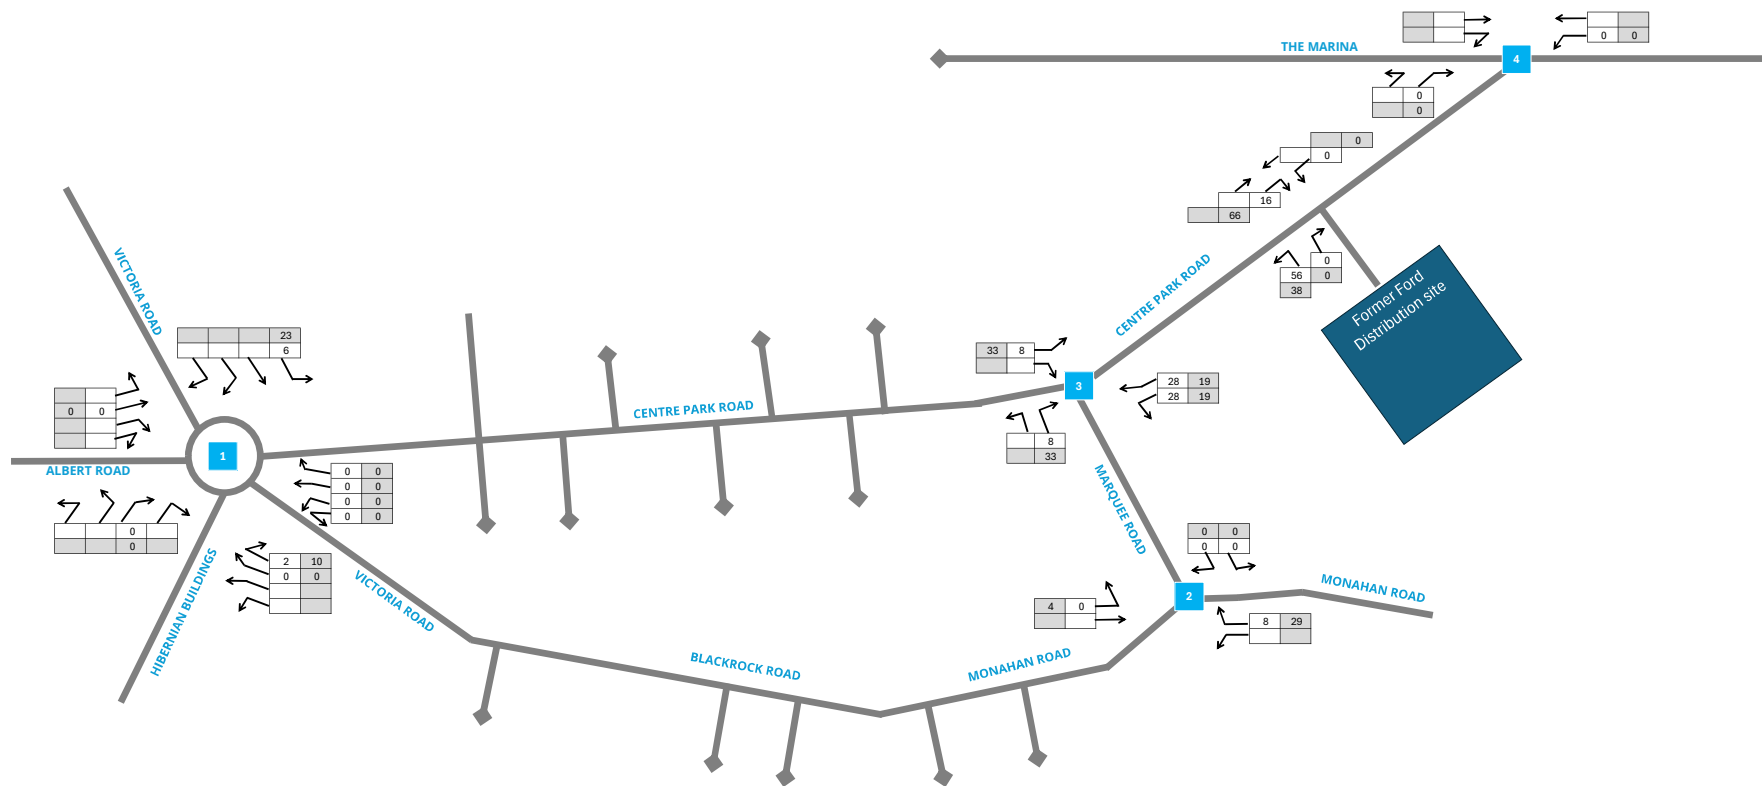 THE MARINA
4
0 0
0
0
0
0
16
66
0
56 0
38
CENTRE PARK ROAD
Former Ford
Distribution site
VICTORIA ROAD
23
6
0 0
ALBERT ROAD
1
0
0
0 0
0 0
0 0
0 0
HIBERNIAN BUILDINGS
2 10
0 0
VICTORIA ROAD
CENTRE PARK ROAD
33 8
3
28 19
28 19
8
33
MARQUEE ROAD
0 0
0 0
4 0
2
8 29
MONAHAN ROAD
MONAHAN ROAD
BLACKROCK ROAD